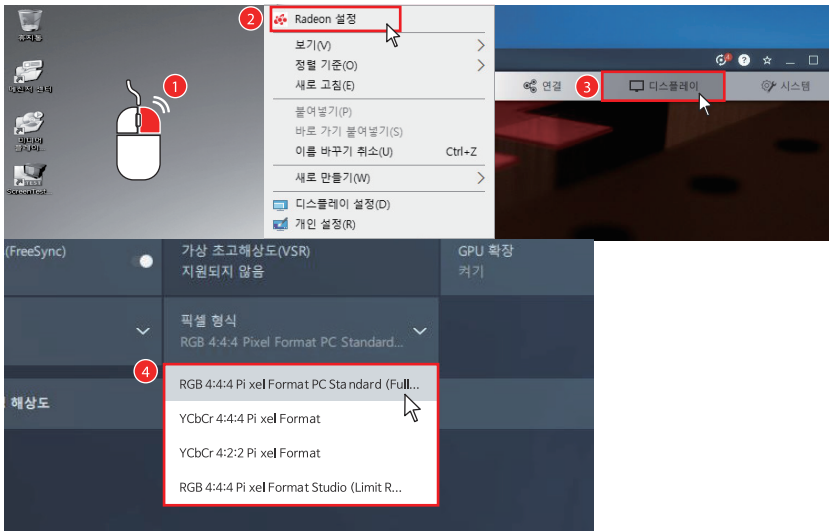 휴지통
1
2
Radeon 설정
보기(V)
정렬 기준(O)
새로 고침(E)
붙여넣기(P)
바로 가기 붙여넣기(S)
이름 바꾸기 취소(U) Ctrl+Z
새로 만들기(W)
디스플레이 설정(D)
개인 설정(R)
연결
3
디스플레이
시스템
(FreeSync)
가상 초고해상도(VSR)
지원되지 않음
GPU 확장
켜기
픽셀 형식
RGB 4:4:4 Pixel Format PC Standard...
4
RGB 4:4:4 Pi xel Format PC Sta ndard (Full...
YCbCr 4:4:4 Pi xel Format
YCbCr 4:2:2 Pi xel Format
RGB 4:4:4 Pi xel Format Studio (Limit R...
해상도